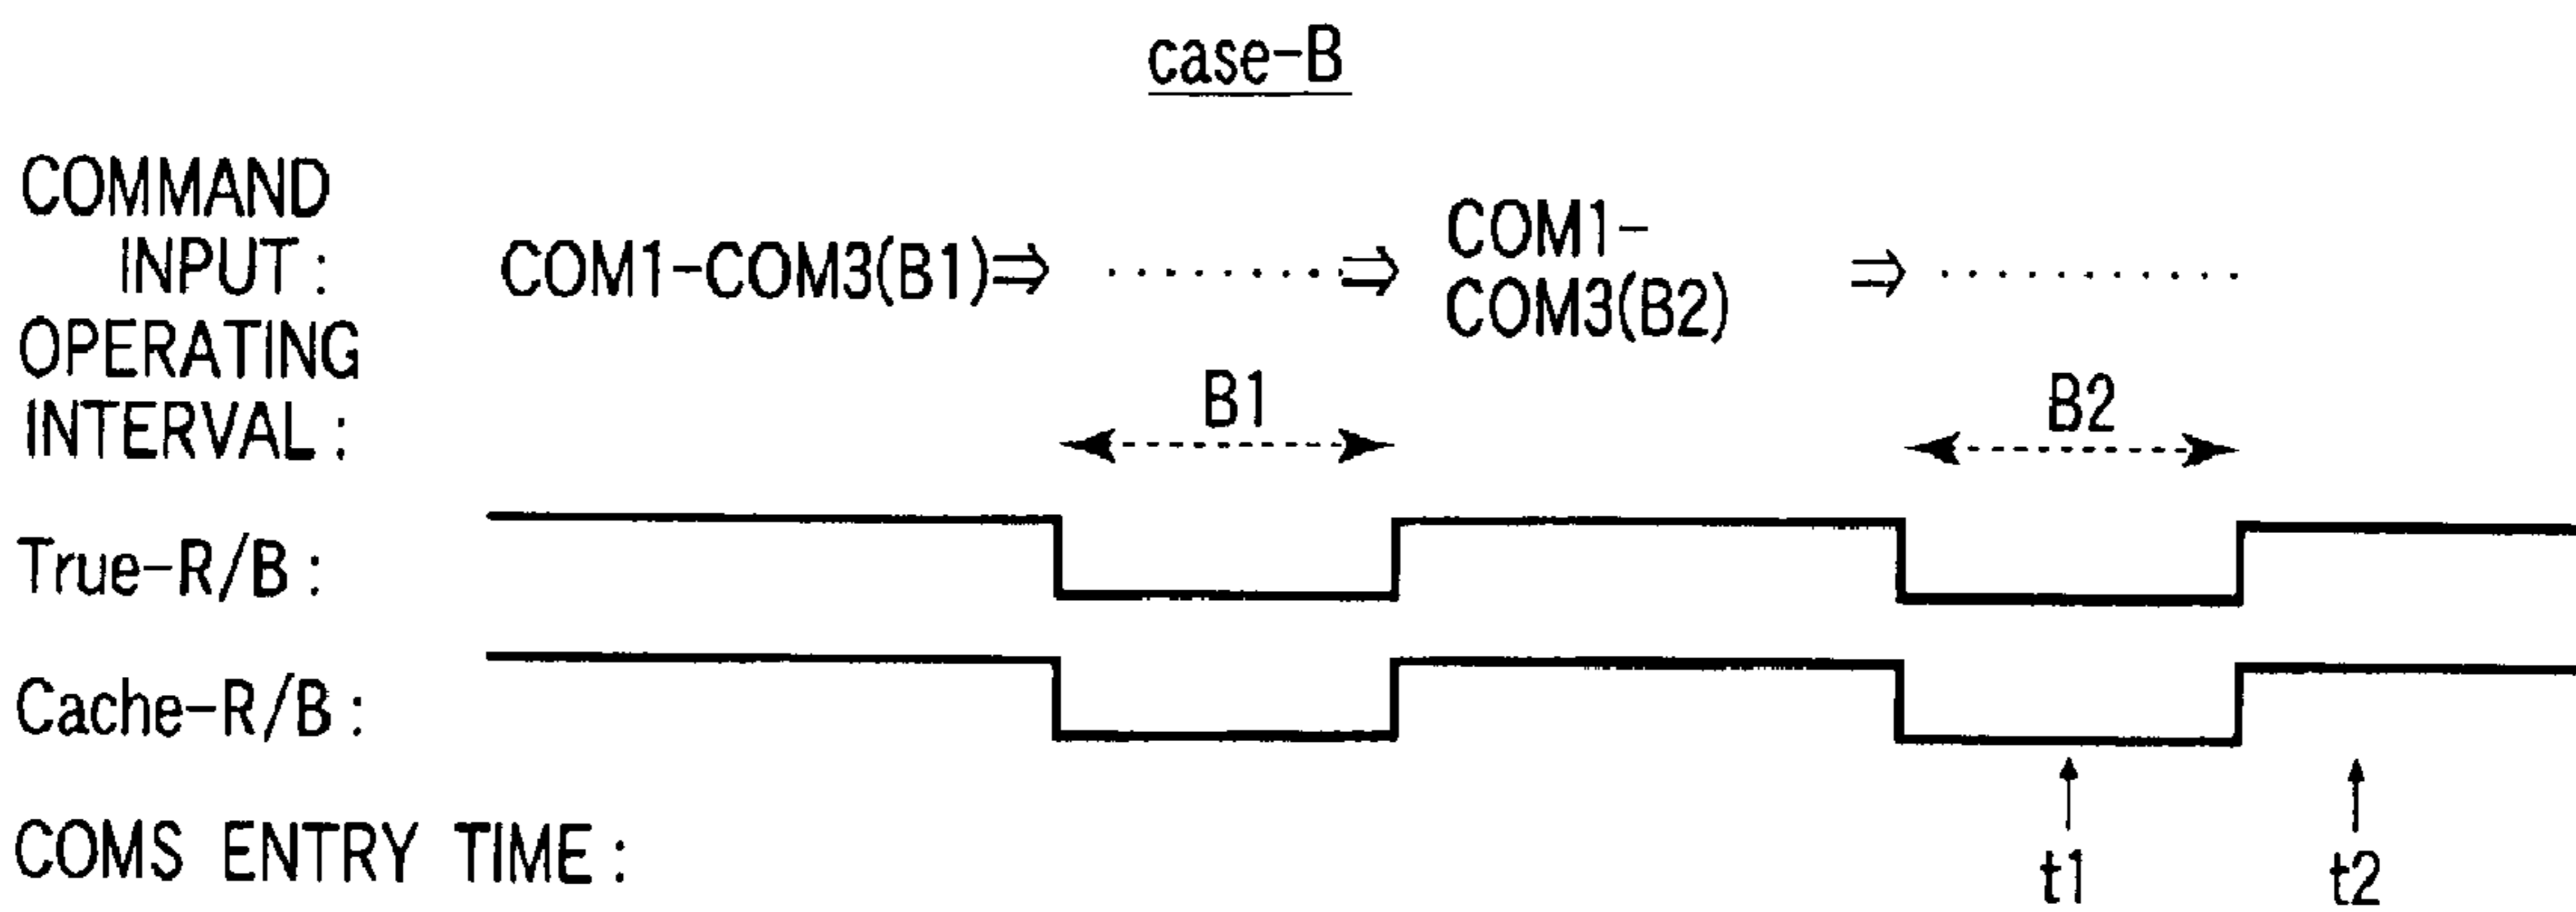 case-B
COMMAND
INPUT :
COM1-COM3(B1)⇒ ·········⇒
COM1-
COM3(B2)
⇒ ···········
OPERATING
INTERVAL :
B1
B2
True-R/B :
Cache-R/B :
COMS ENTRY TIME :
t1
t2